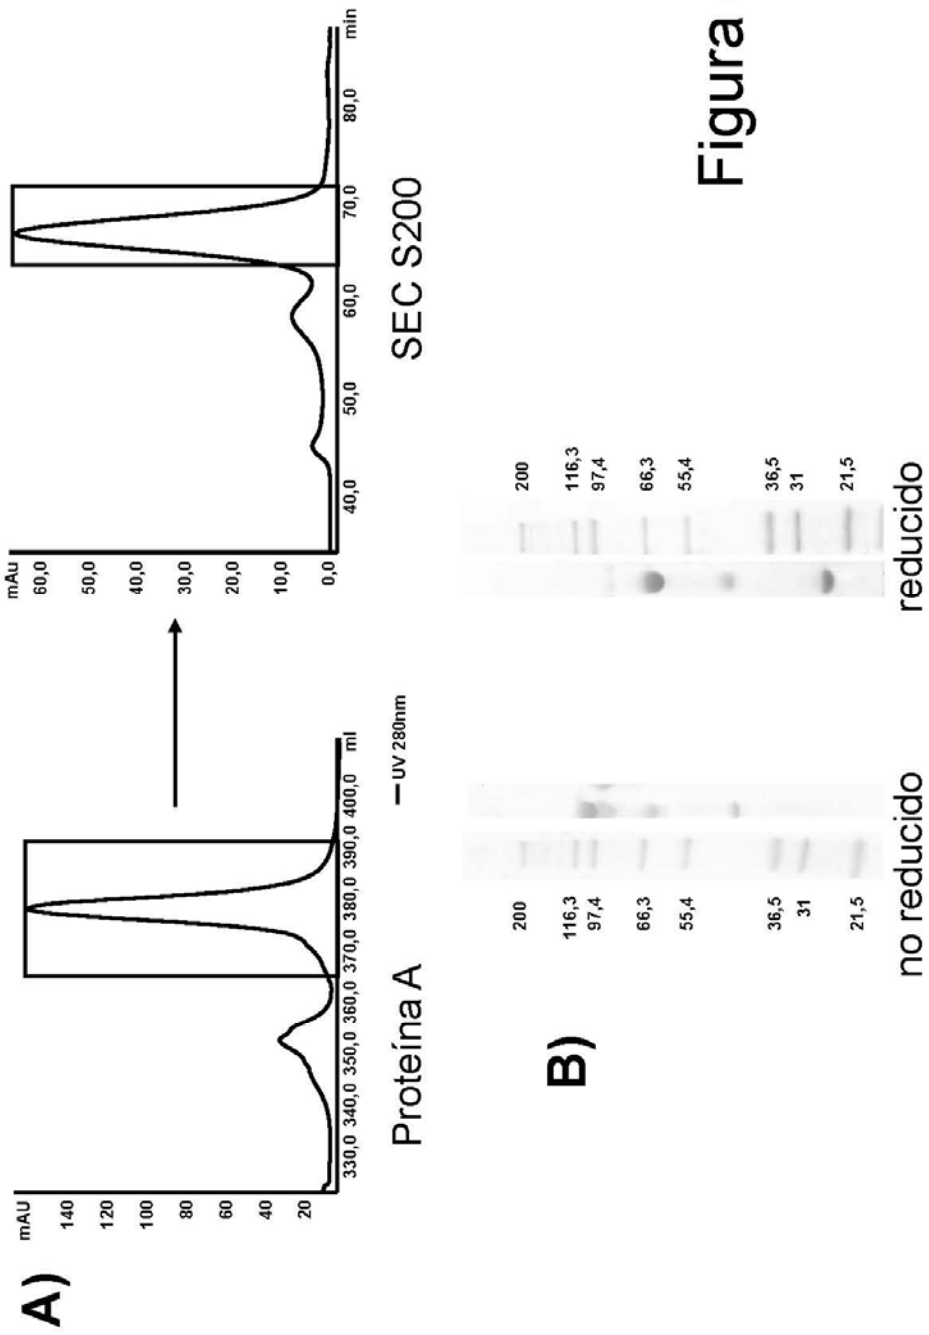 A)
mAU
140
120
100
80
60
40
20
330,0 340,0 350,0 360,0 370,0 380,0 390,0 400,0 ml
Proteína A
UV 280nm
mAu
60,0
50,0
40,0
30,0
20,0
10,0
0,0
40,0 50,0 60,0 70,0 80,0 min
SEC S200
B)
200
116,3
97,4
66,3
55,4
36,5
31
21,5
no reducido
200
116,3
97,4
66,3
55,4
36,5
31
21,5
reducido
Figura